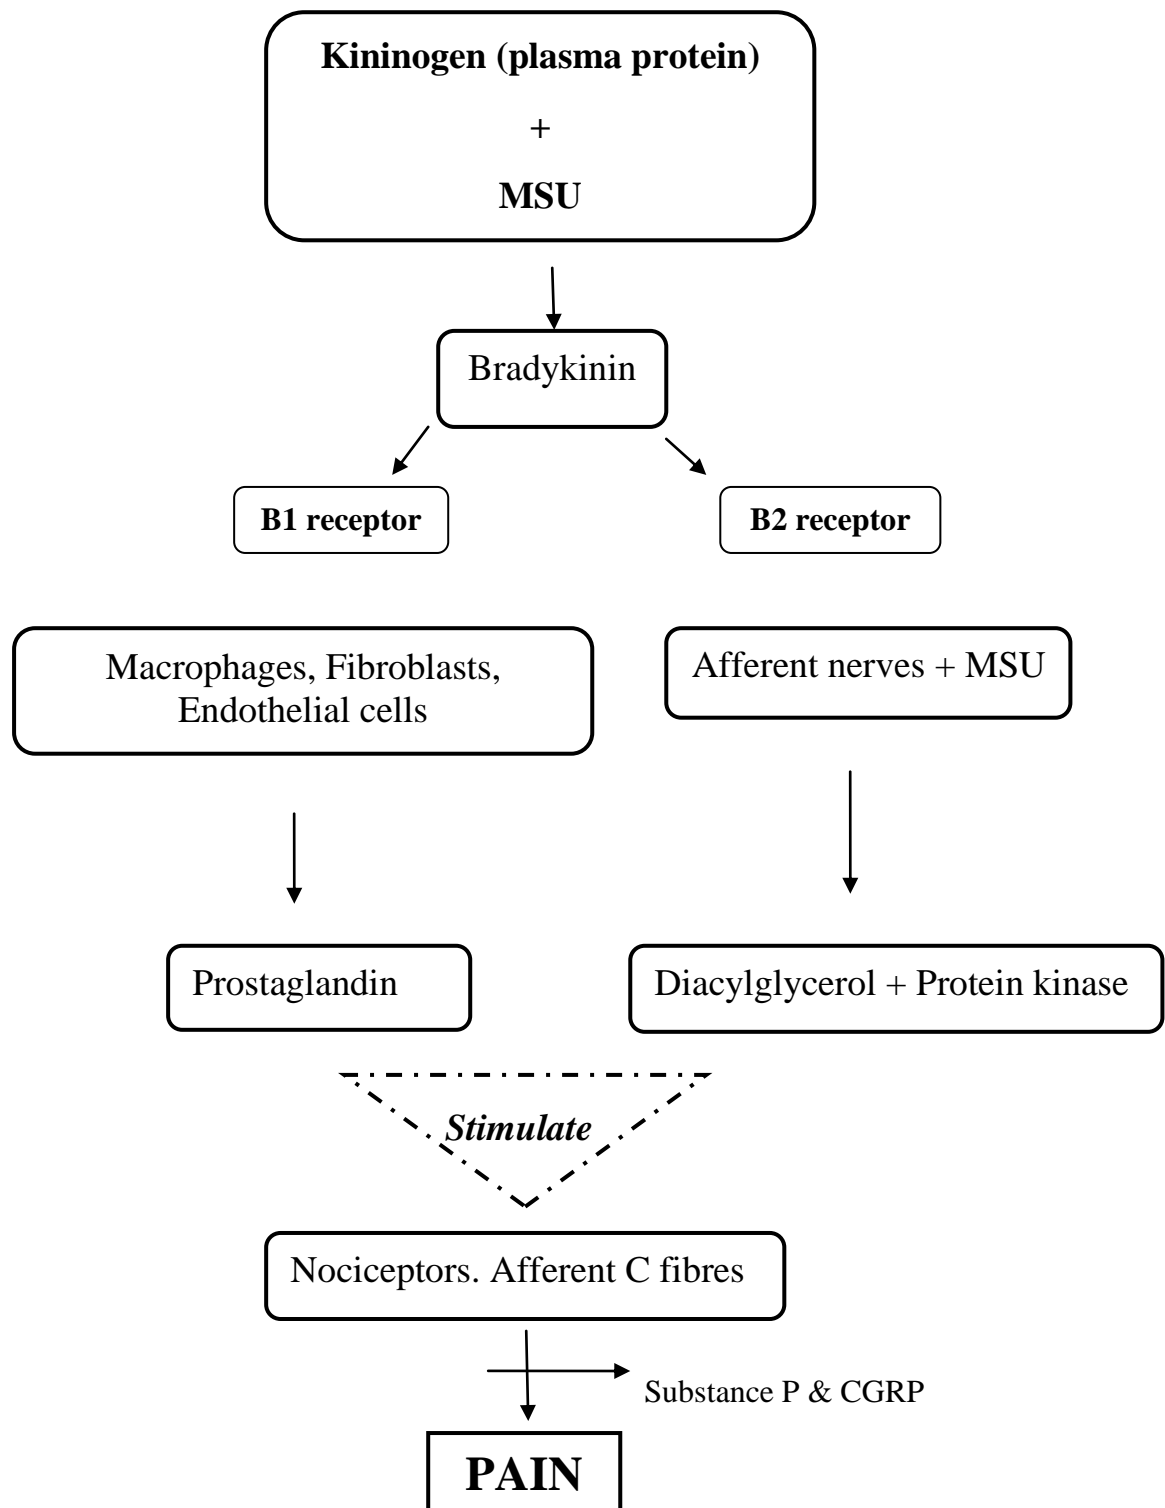 Kininogen (plasma protein)
+
MSU
Bradykinin
B1 receptor
B2 receptor
Macrophages, Fibroblasts,
Endothelial cells
Afferent nerves + MSU
Prostaglandin
Diacylglycerol + Protein kinase
Stimulate
Nociceptors. Afferent C fibres
Substance P & CGRP
PAIN